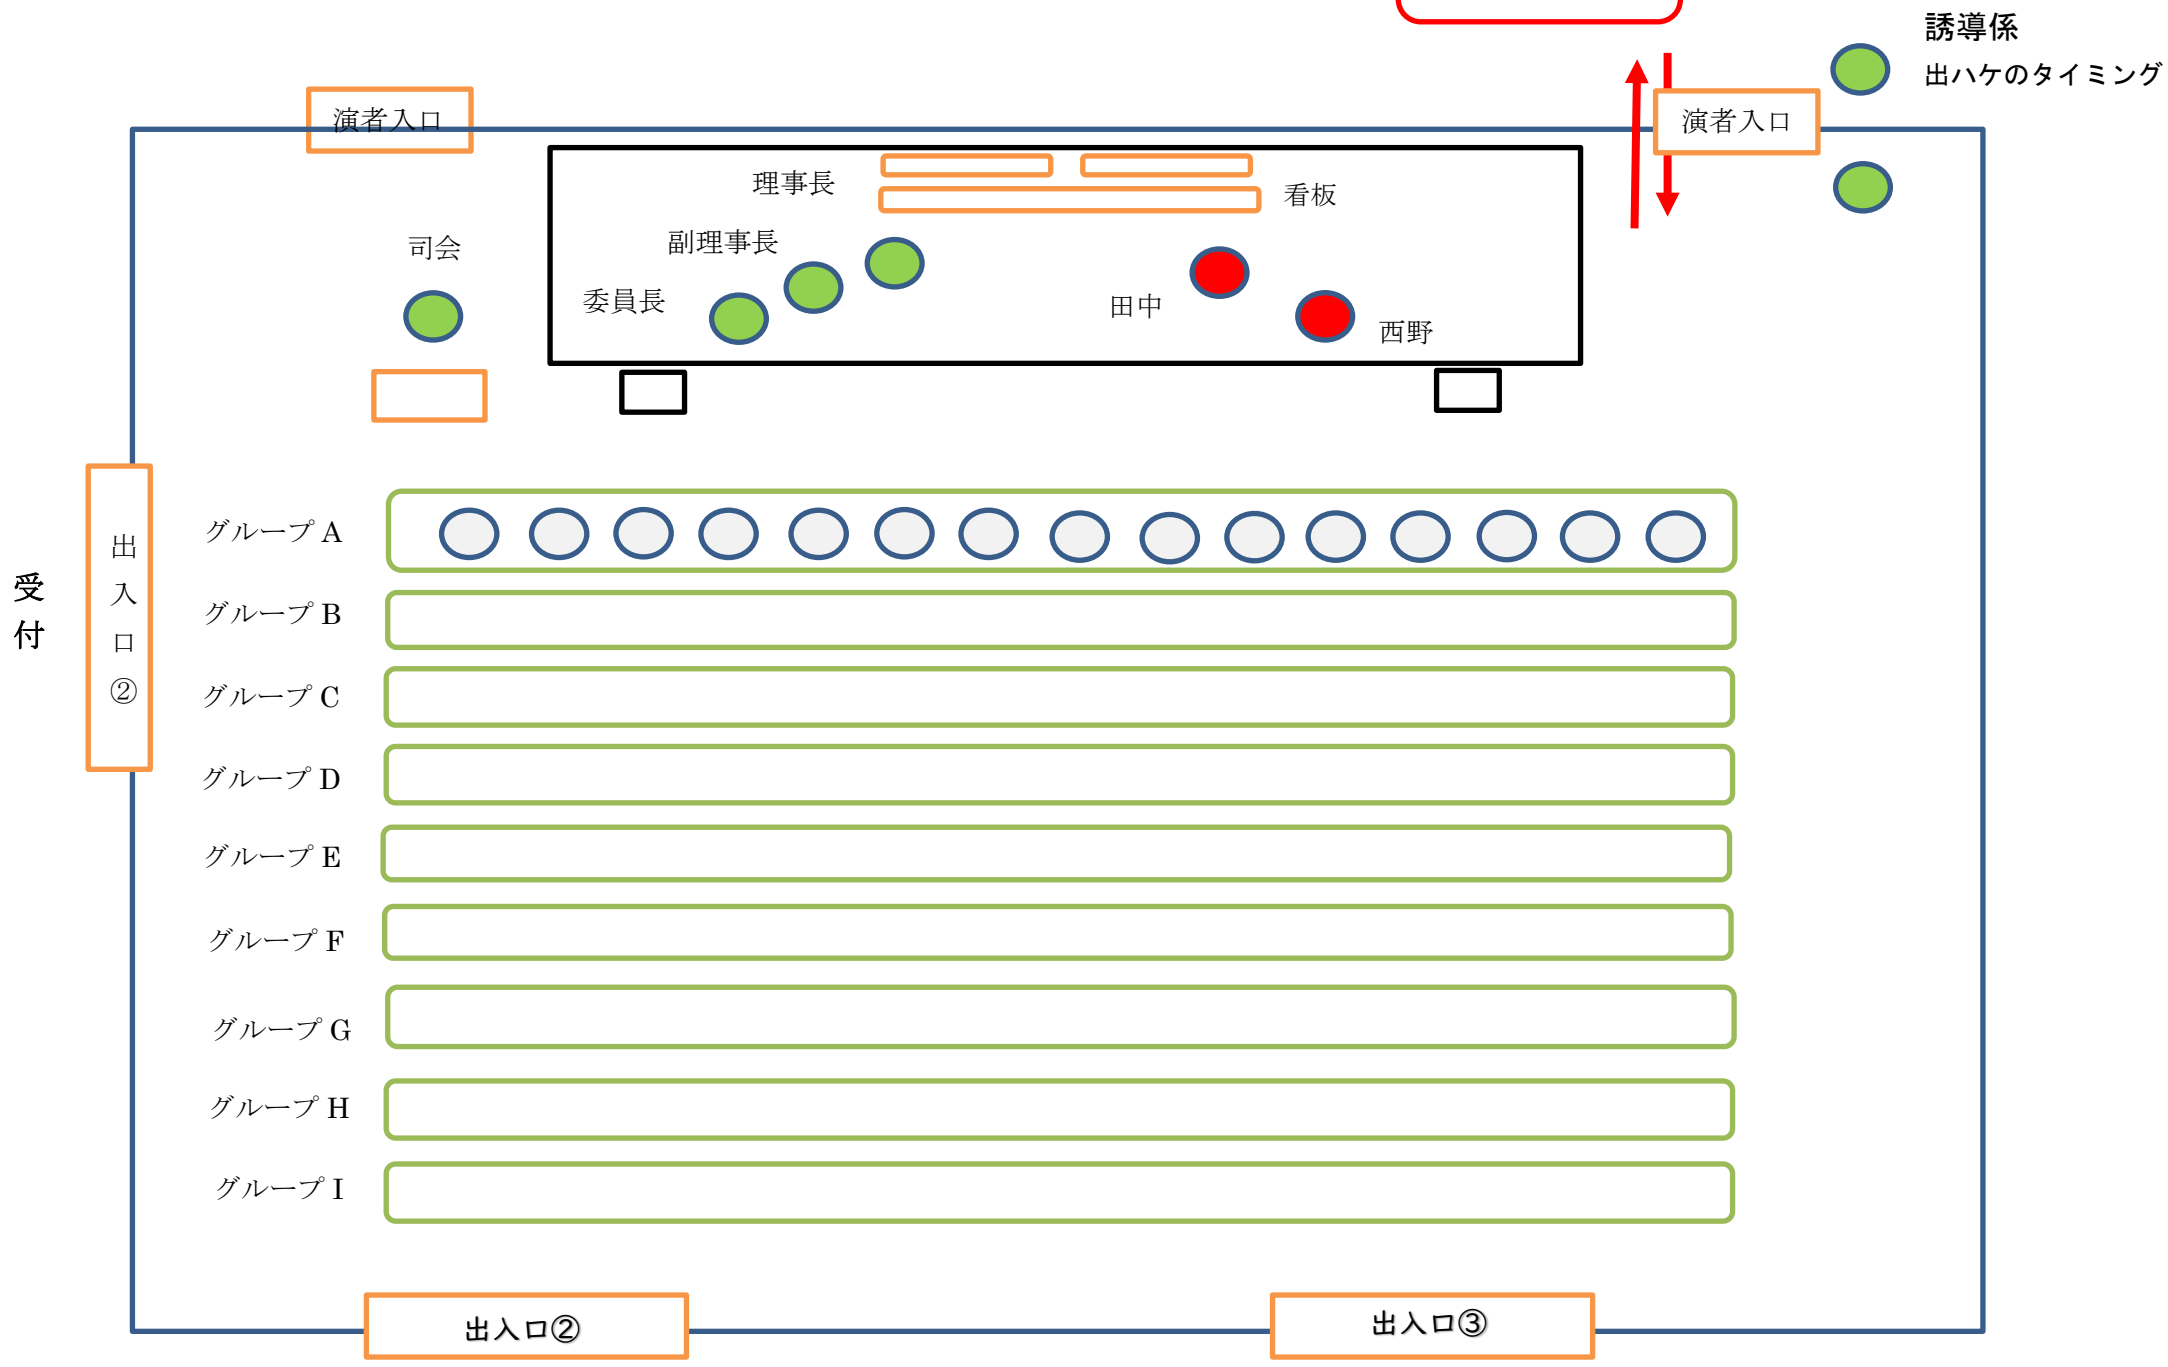 誘導係
出ハケのタイミング
演者入口
演者入口
理事長
看板
副理事長
司会
委員長
田中
西野
受付
出入口②
グループ A
グループ B
グループ C
グループ D
グループ E
グループ F
グループ G
グループ H
グループ I
出入口②
出入口③